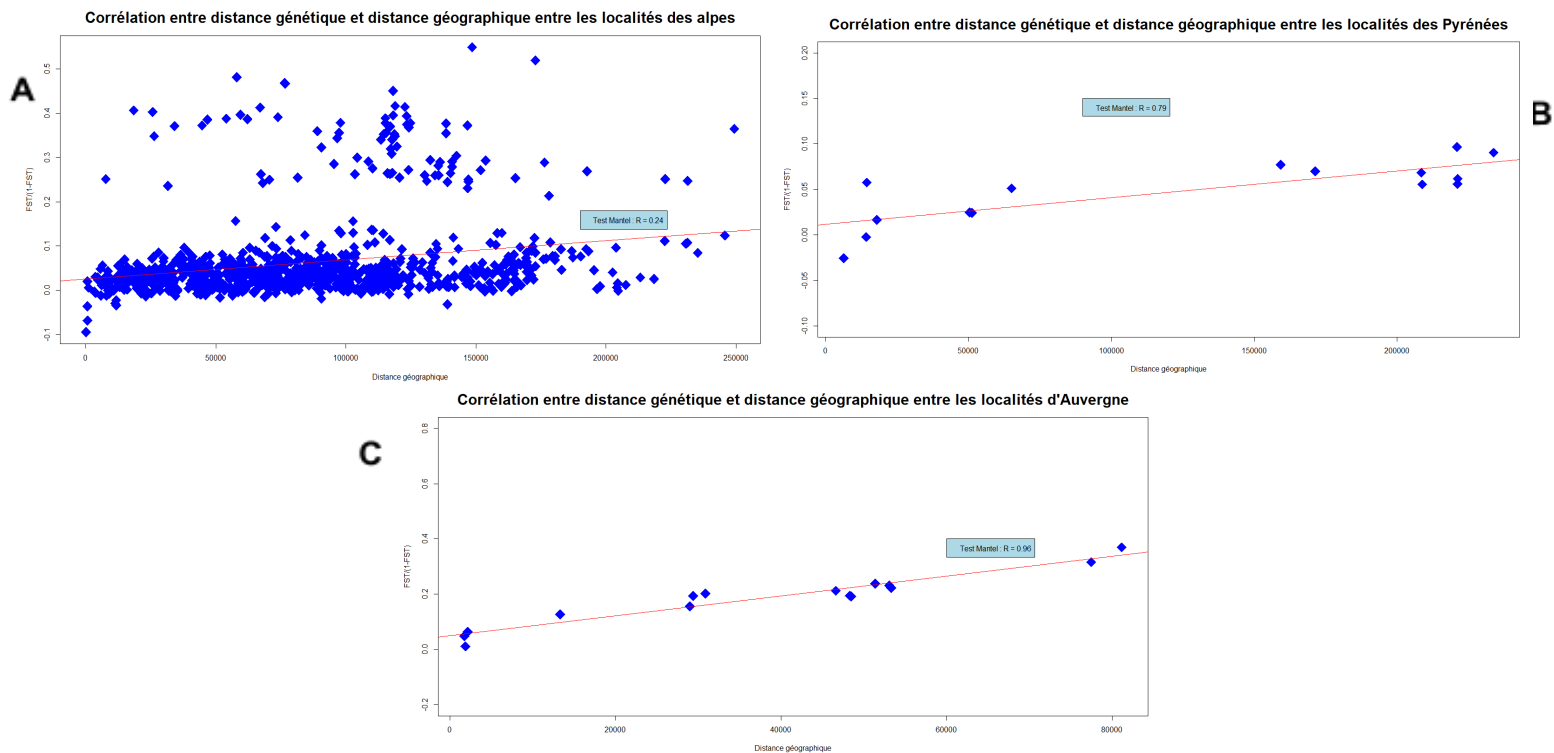 Corrélation entre distance génétique et distance géographique entre les localités des alpes
A
FST/(1-FST)
0.5
0.4
0.3
0.2
0.1
0.0
-0.1
Test Mantel : R = 0.24
0 50000 100000 150000 200000 250000
Distance géographique
Corrélation entre distance génétique et distance géographique entre les localités des Pyrénées
B
FST/(1-FST)
0.20
0.15
0.10
0.05
0.00
-0.05
-0.10
Test Mantel : R = 0.79
0 50000 100000 150000 200000
Distance géographique
Corrélation entre distance génétique et distance géographique entre les localités d'Auvergne
C
FST/(1-FST)
0.8
0.6
0.4
0.2
0.0
-0.2
Test Mantel : R = 0.96
0 20000 40000 60000 80000
Distance géographique